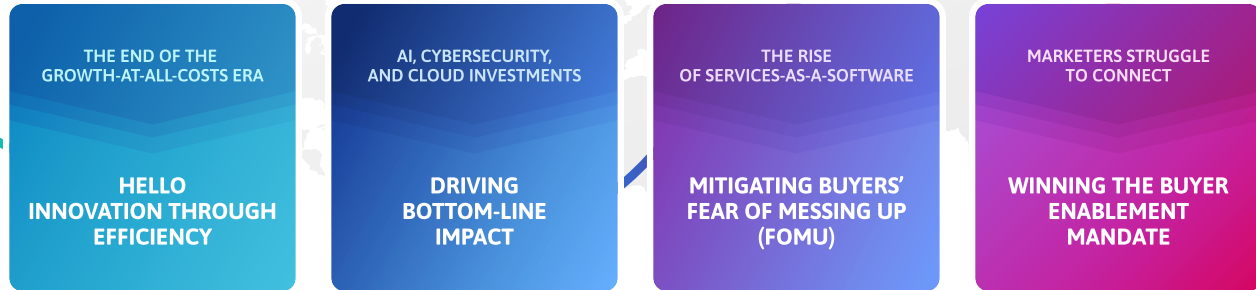 THE END OF THE
GROWTH-AT-ALL-COSTS ERA
HELLO
INNOVATION THROUGH
EFFICIENCY
AI, CYBERSECURITY,
AND CLOUD INVESTMENTS
DRIVING
BOTTOM-LINE
IMPACT
THE RISE
OF SERVICES-AS-A-SOFTWARE
MITIGATING BUYERS’
FEAR OF MESSING UP
(FOMU)
MARKETERS STRUGGLE
TO CONNECT
WINNING THE BUYER
ENABLEMENT
MANDATE